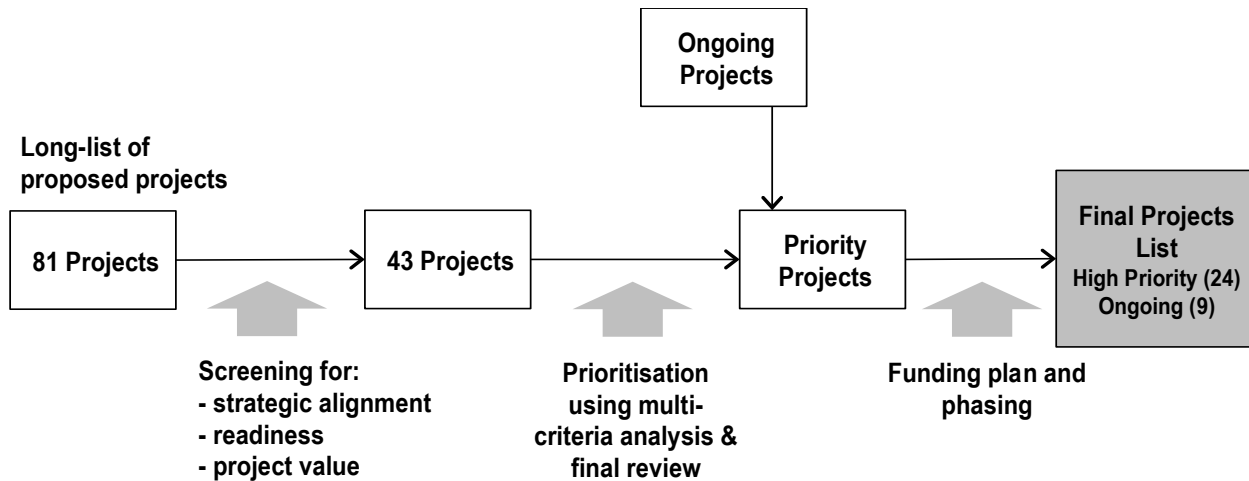 Ongoing
Projects
Long-list of
proposed projects
81 Projects
43 Projects
Priority
Projects
Final Projects
List
High Priority (24)
Ongoing (9)
Screening for:
- strategic alignment
- readiness
- project value
Prioritisation
using multi-
criteria analysis &
final review
Funding plan and
phasing